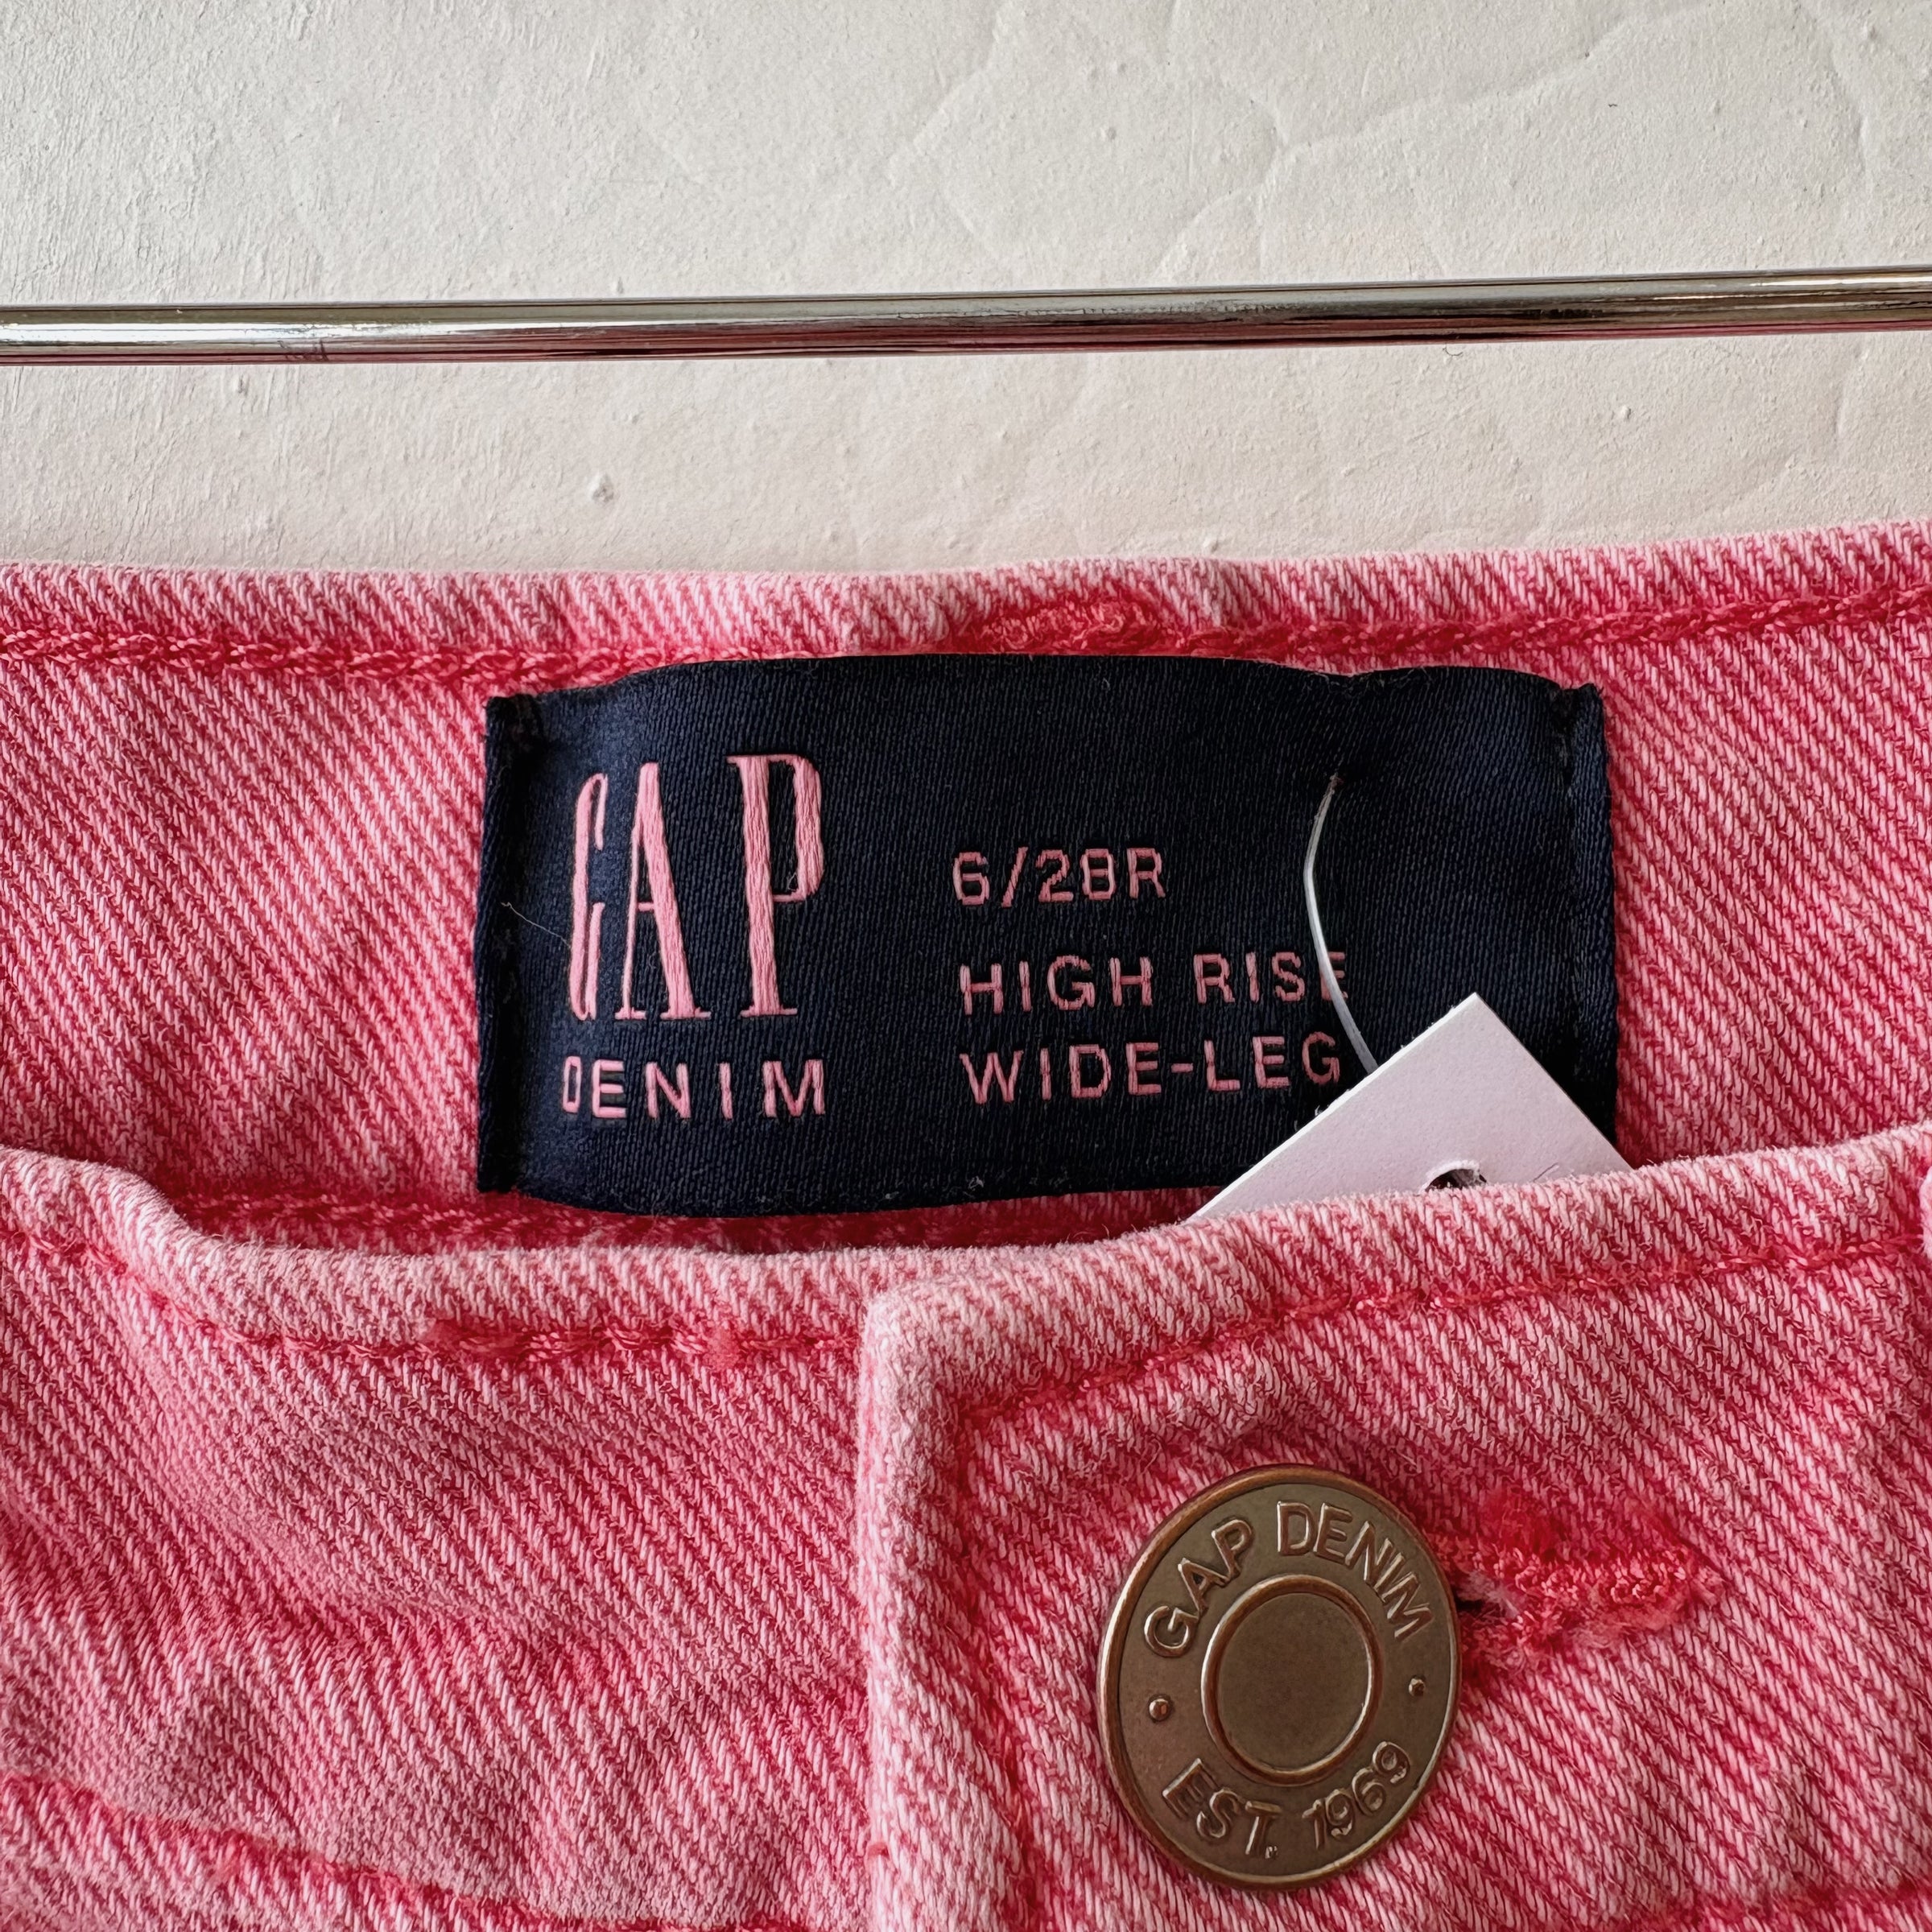 GAP
DENIM
6/28R
HIGH RISE
WIDE-LEG
GAP DENIM
EST. 1969